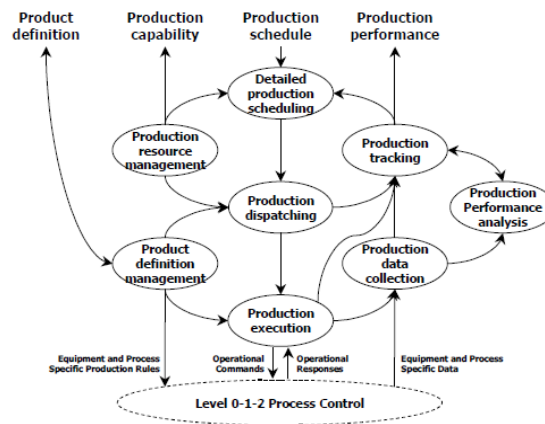 Product definition
Production capability
Production schedule
Production performance
Detailed
production
scheduling
Production
resource
management
Production
tracking
Production
dispatching
Production
Performance
analysis
Product
definition
management
Production
data
collection
Production
execution
Equipment and Process
Specific Production Rules
Operational
Commands
Operational
Responses
Equipment and Process
Specific Data
Level 0-1-2 Process Control